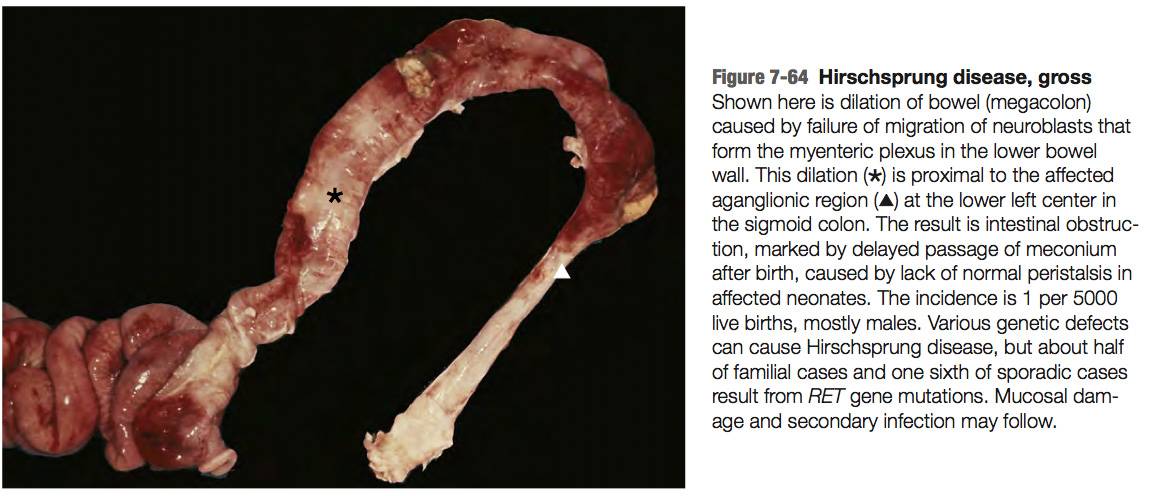 Figure 7-64 Hirschsprung disease, gross
Shown here is dilation of bowel (megacolon)
caused by failure of migration of neuroblasts that
form the myenteric plexus in the lower bowel
wall. This dilation (*) is proximal to the affected
aganglionic region (▲) at the lower left center in
the sigmoid colon. The result is intestinal obstruc-
tion, marked by delayed passage of meconium
after birth, caused by lack of normal peristalsis in
affected neonates. The incidence is 1 per 5000
live births, mostly males. Various genetic defects
can cause Hirschsprung disease, but about half
of familial cases and one sixth of sporadic cases
result from RET gene mutations. Mucosal dam-
age and secondary infection may follow.